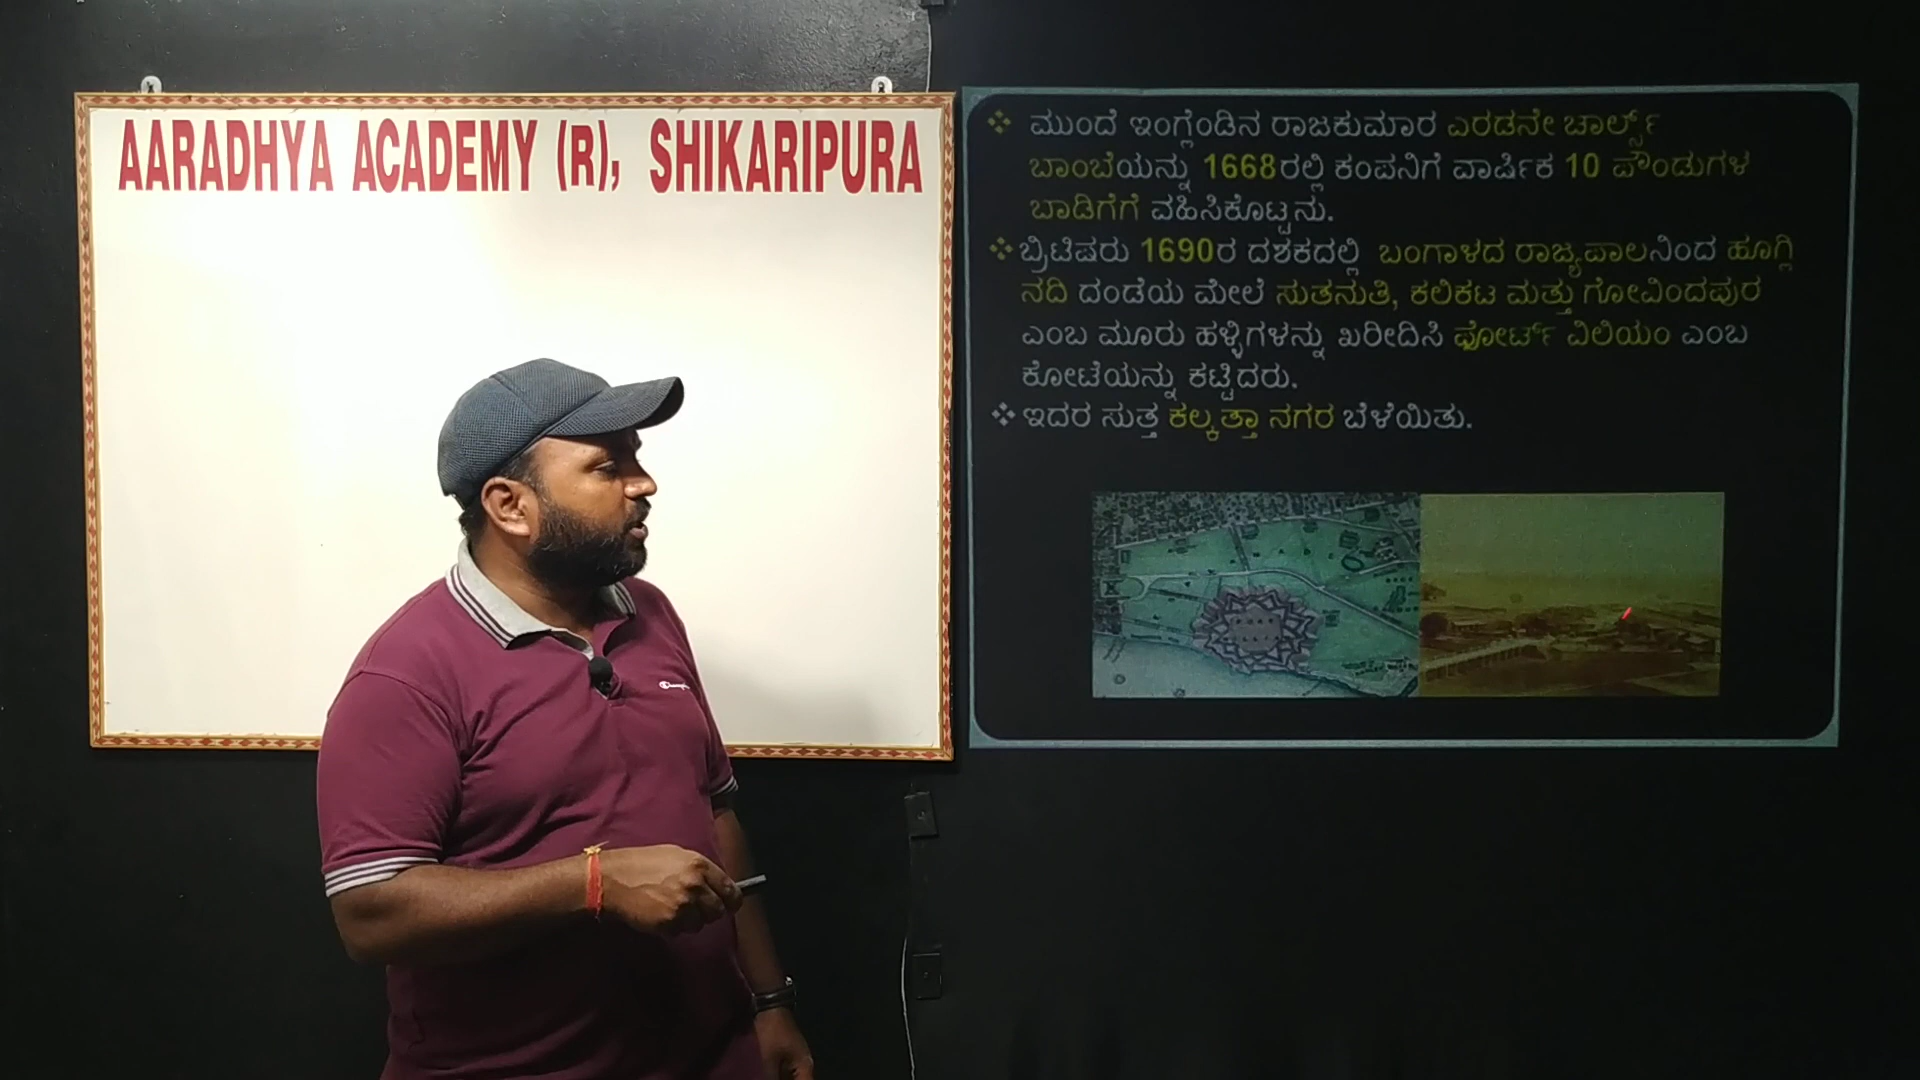 AARADHYA ACADEMY (R), SHIKARIPURA
ಮುಂದೆ ಇಂಗ್ಲೆಂಡಿನ ರಾಜಕುಮಾರ ಎರಡನೇ ಚಾರ್ಲ್ಸ್
ಬಾಂಬೆಯನ್ನು 1668ರಲ್ಲಿ ಕಂಪನಿಗೆ ವಾರ್ಷಿಕ 10 ಪೌಂಡುಗಳ
ಬಾಡಿಗೆಗೆ ವಹಿಸಿಕೊಟ್ಟನು.
ಬ್ರಿಟಿಷರು 1690ರ ದಶಕದಲ್ಲಿ ಬಂಗಾಳದ ರಾಜ್ಯಪಾಲನಿಂದ ಹೂಗ್ಲಿ
ನದಿ ದಂಡೆಯ ಮೇಲೆ ಸುತನುತಿ, ಕಲಿಕಟ ಮತ್ತು ಗೋವಿಂದಪುರ
ಎಂಬ ಮೂರು ಹಳ್ಳಿಗಳನ್ನು ಖರೀದಿಸಿ ಫೋರ್ಟ್ ವಿಲಿಯಂ ಎಂಬ
ಕೋಟೆಯನ್ನು ಕಟ್ಟಿದರು.
ಇದರ ಸುತ್ತ ಕಲ್ಕತ್ತಾ ನಗರ ಬೆಳೆಯಿತು.